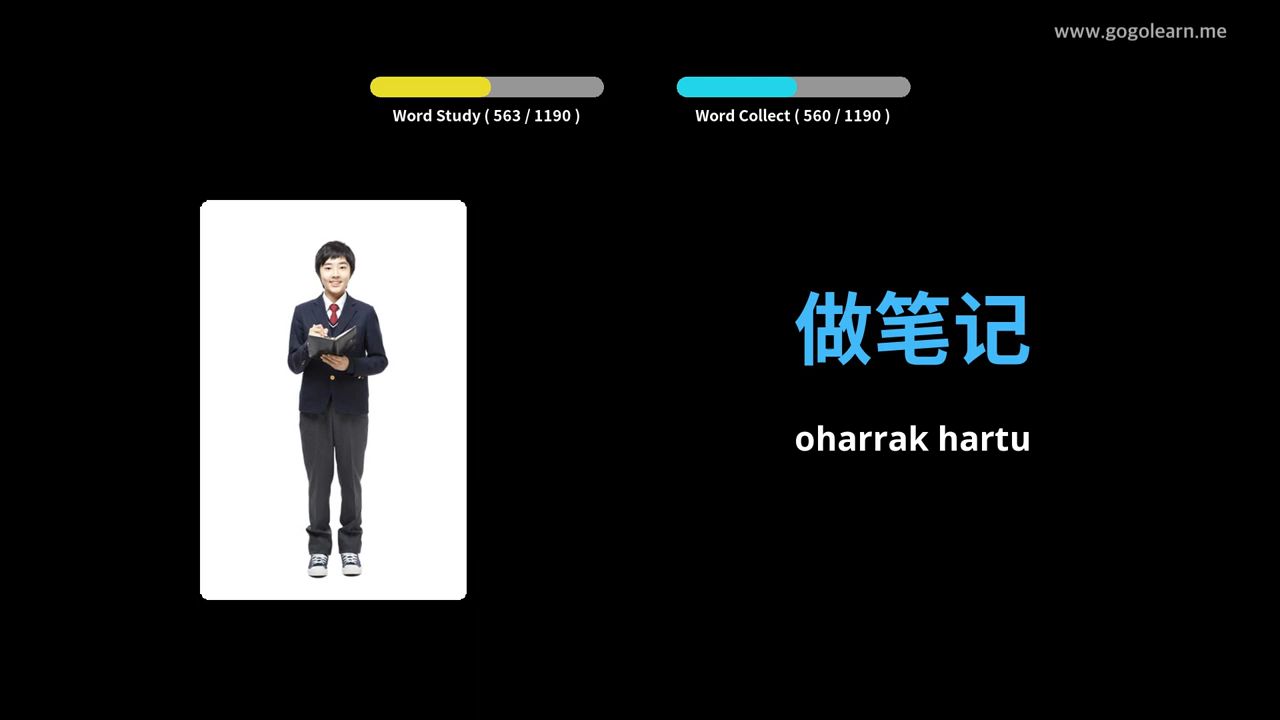 www.gogolearn.me
Word Study ( 563 / 1190 )
Word Collect ( 560 / 1190 )
做笔记
oharrak hartu